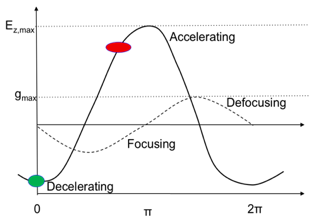 E_z,max
Accelerating
g_max
Defocusing
Focusing
Decelerating
0
π
2π